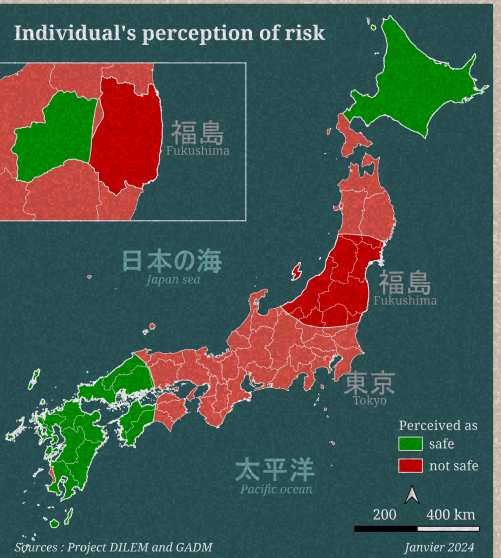 Individual's perception of risk
福島
Fukushima
日本の海
Japan sea
福島
Fukushima
東京
Tokyo
Perceived as
safe
not safe
太平洋
Pacific ocean
200 400 km
Sources : Project DILEM and GADM
Janvier 2024